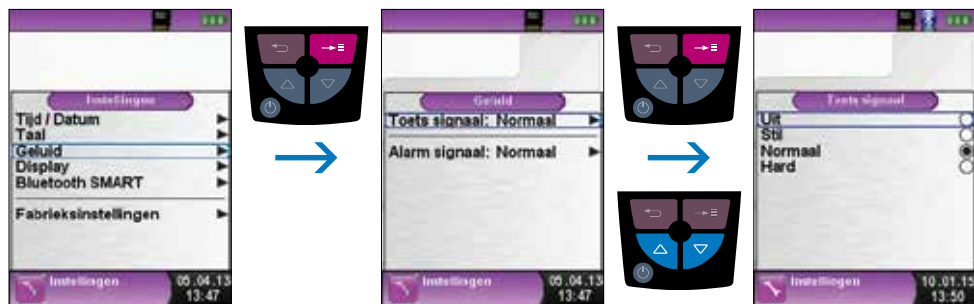 Instellingen
Tijd / Datum
Taal
Geluid
Display
Bluetooth SMART
Fabrieksinstellingen
Instellingen
05.04.13
13:47
Geluid
Toets signaal: Normaal
Alarm signaal: Normaal
Instellingen
05.04.13
13:47
Toets signaal
Uit
Stil
Normaal
Hard
Instellingen
10.01.15
13:50